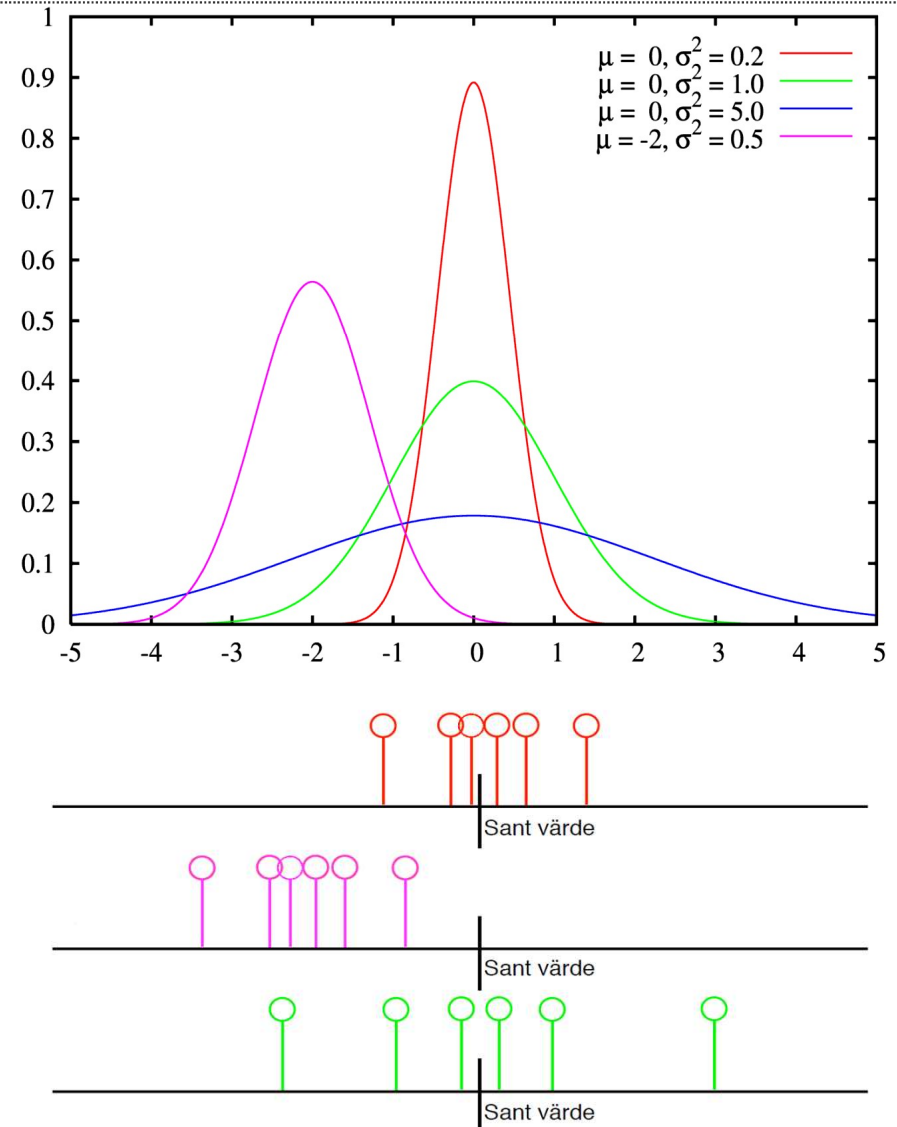 1
0.9
0.8
0.7
0.6
0.5
0.4
0.3
0.2
0.1
0
-5 -4 -3 -2 -1 0 1 2 3 4 5
μ = 0, σ² = 0.2
μ = 0, σ² = 1.0
μ = 0, σ² = 5.0
μ = -2, σ² = 0.5
Sant värde
Sant värde
Sant värde